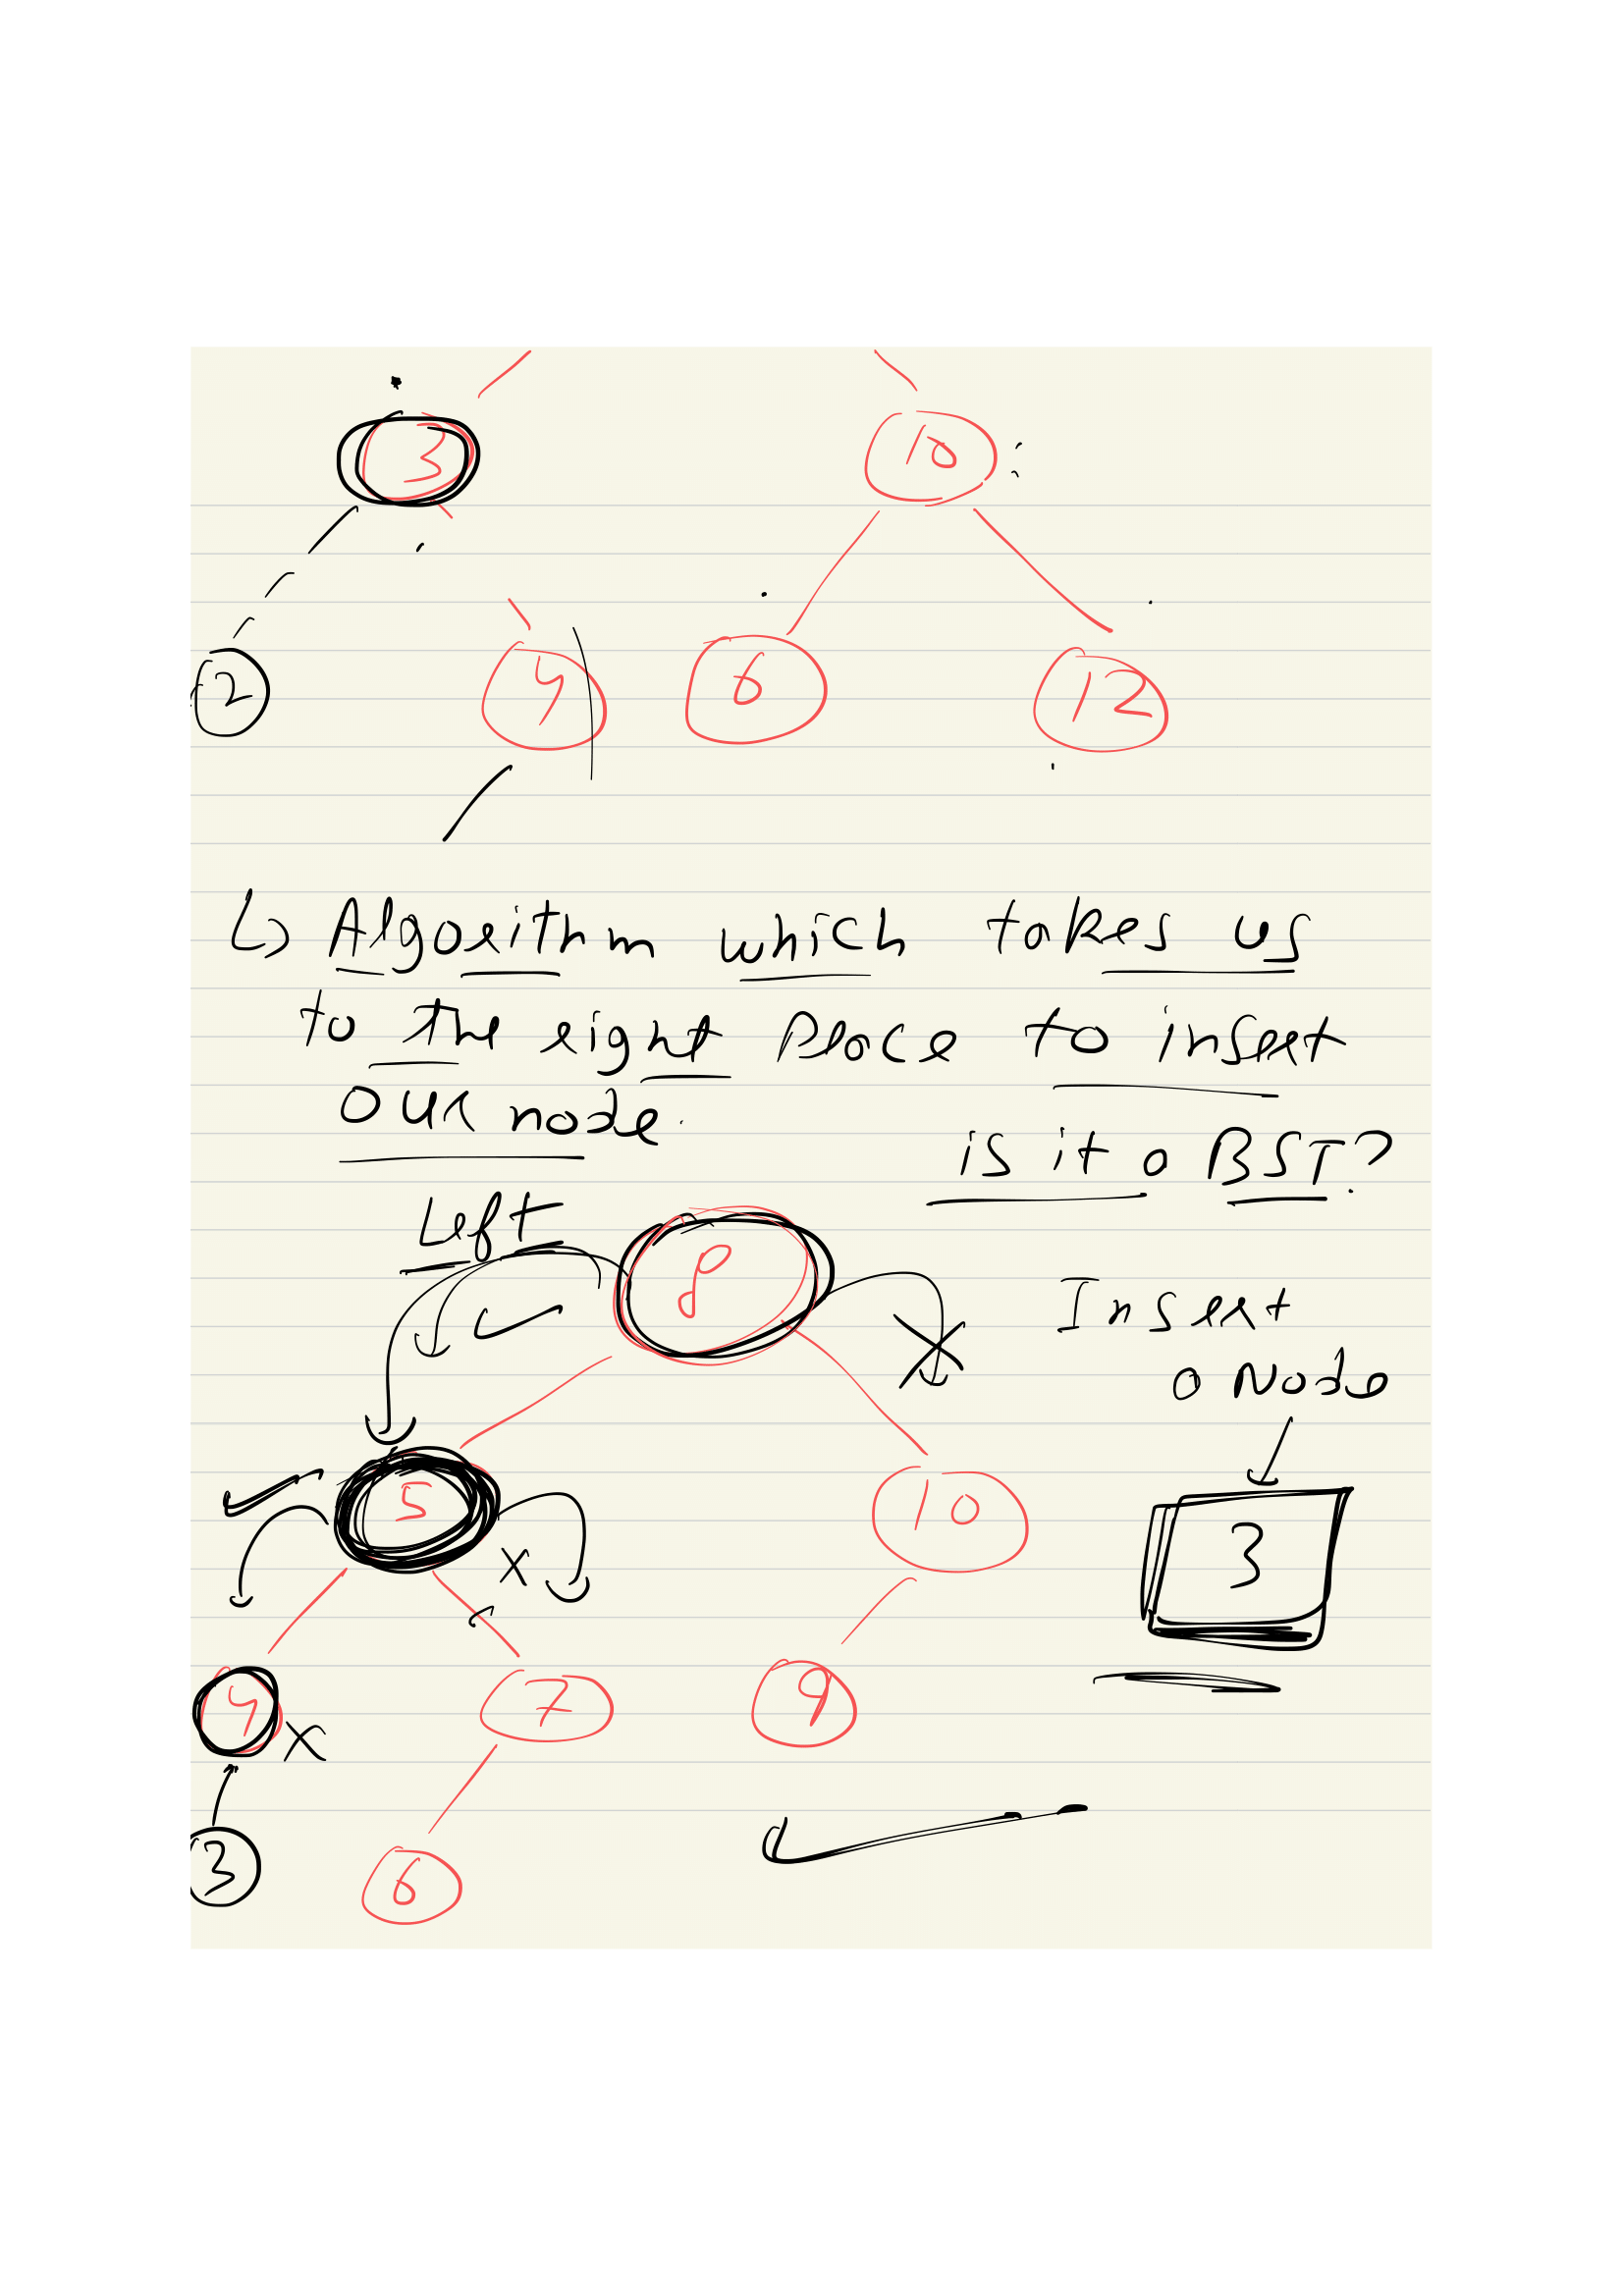 3
10
2
4
6
12
↳ Algorithm which takes us
to the right place to insert
our node.
is it a BST?
Left
8
Insert
a Node
5
10
3
x
4
x
7
9
3
6